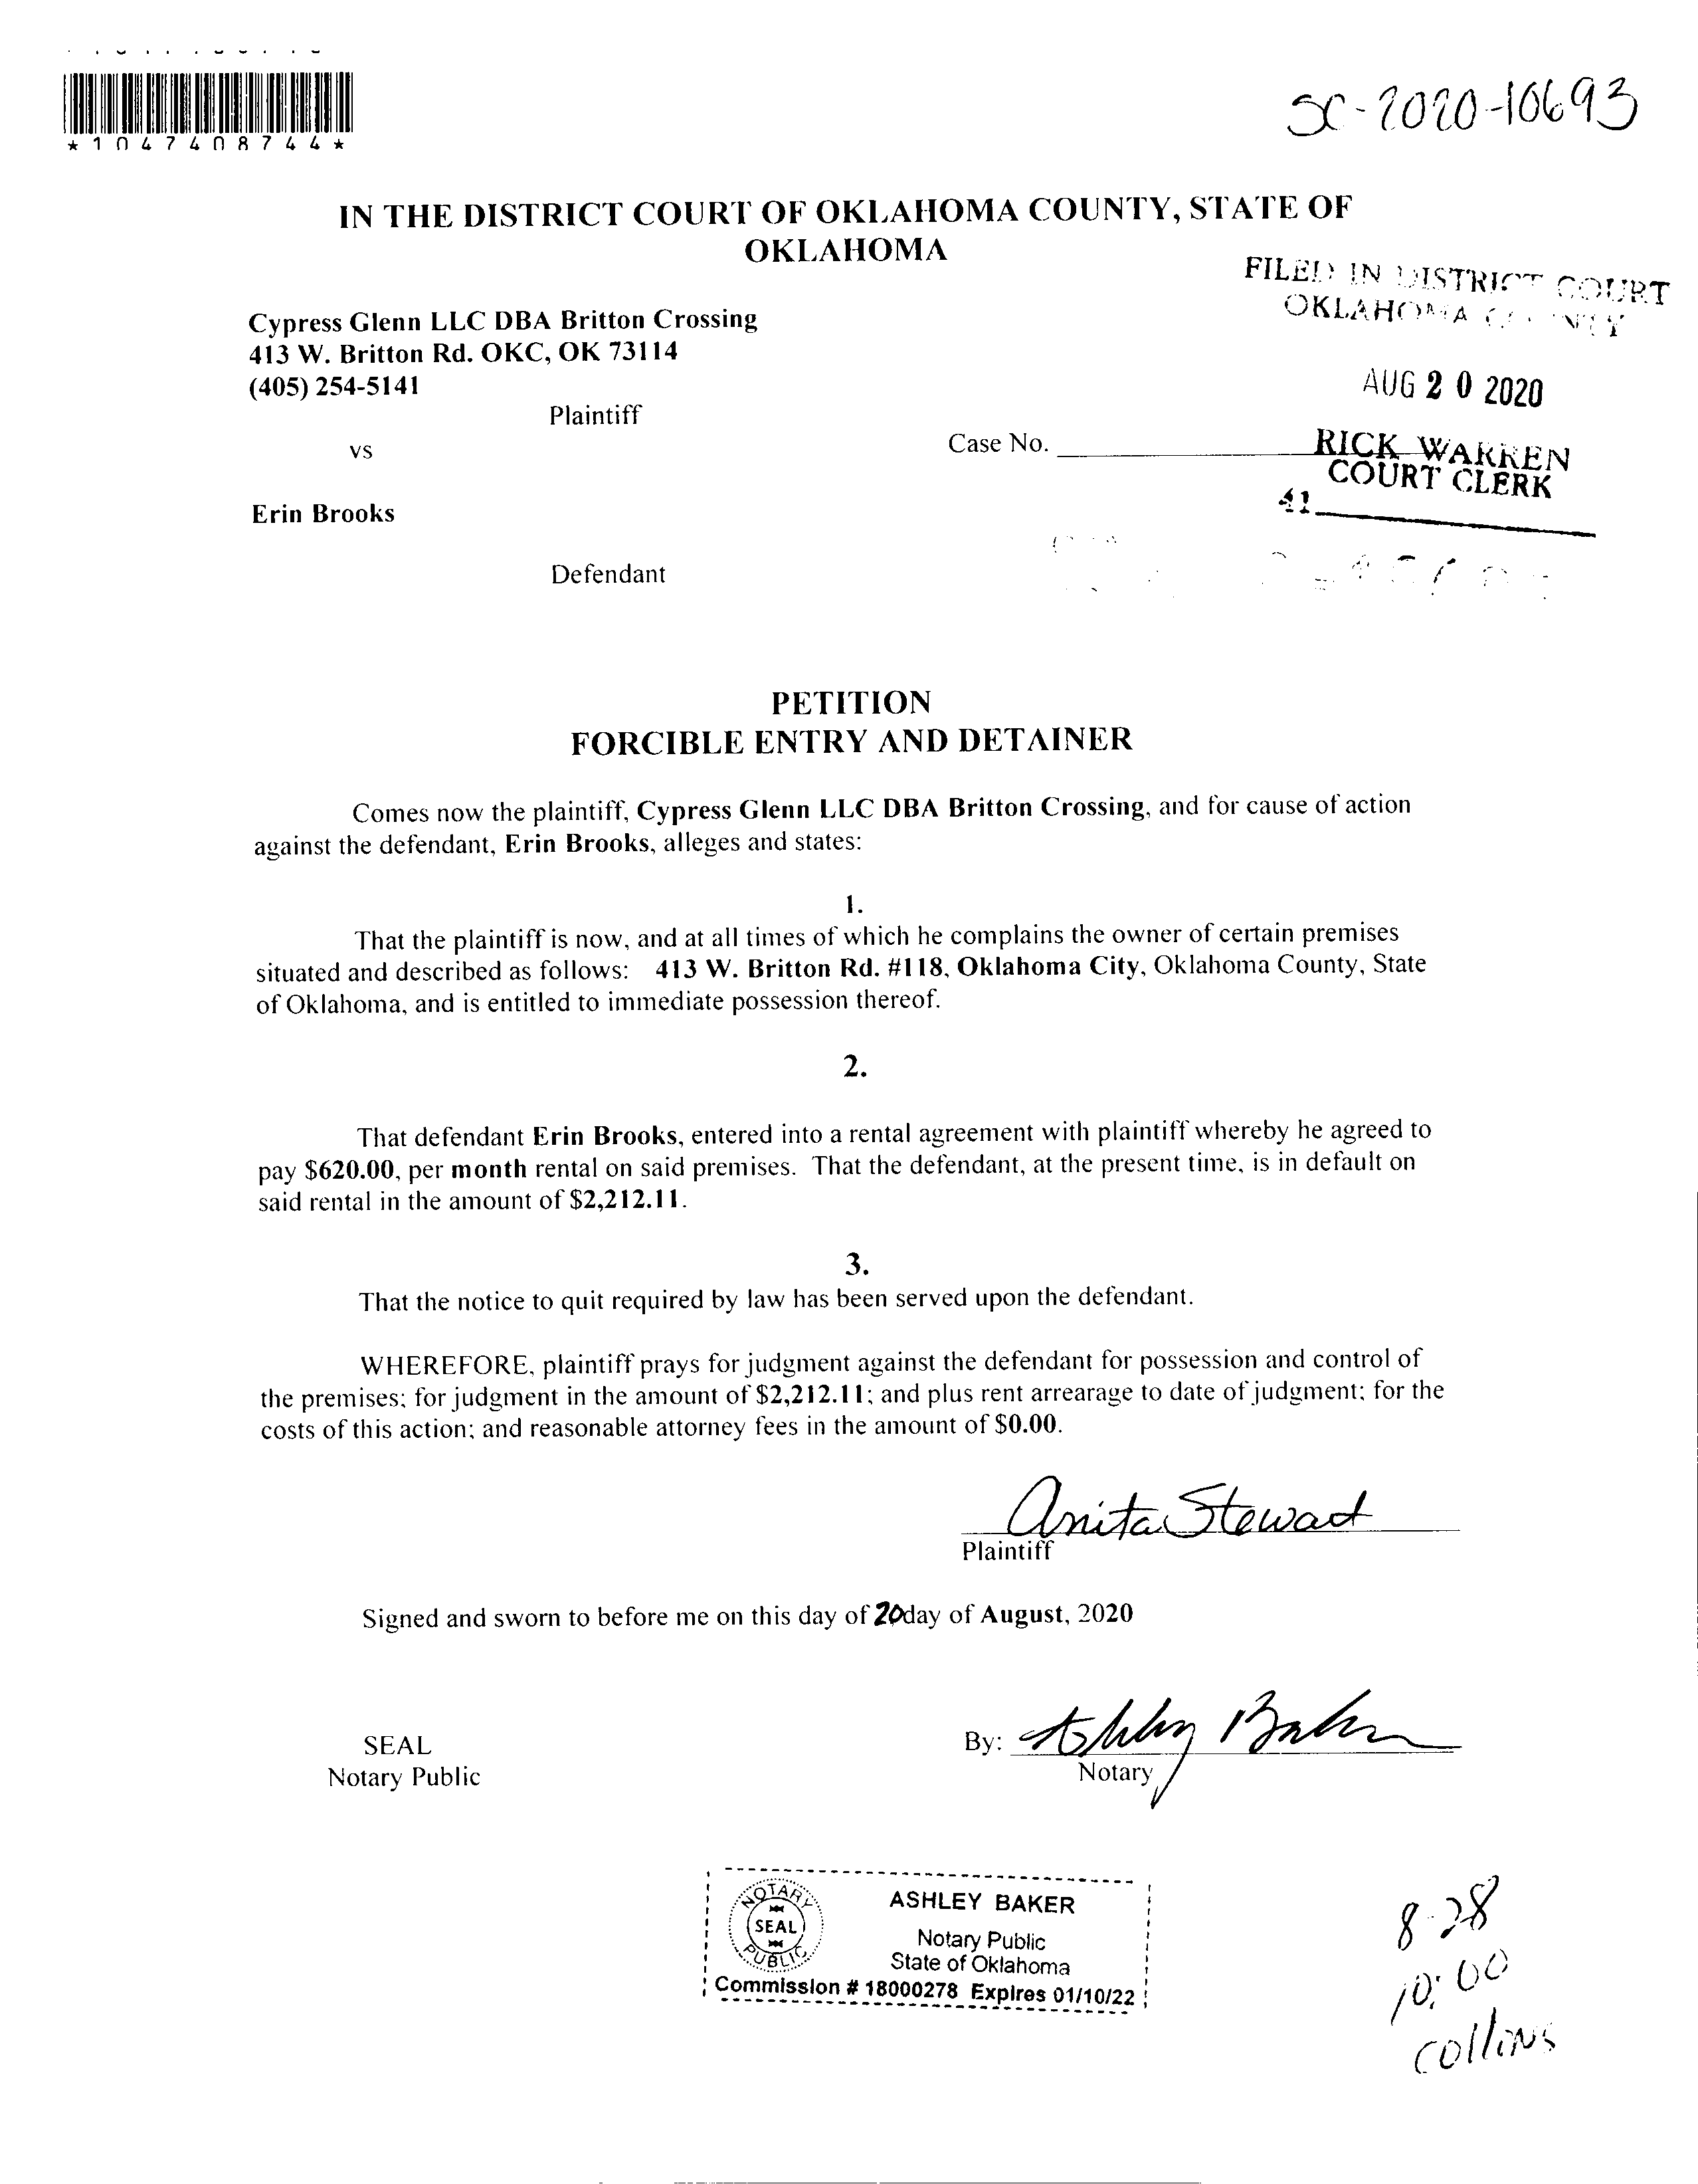 *1047408744*
SC-2020-10693
IN THE DISTRICT COURT OF OKLAHOMA COUNTY, STATE OF
OKLAHOMA
FILED IN DISTRICT COURT
OKLAHOMA COUNTY
Cypress Glenn LLC DBA Britton Crossing
413 W. Britton Rd. OKC, OK 73114
(405) 254-5141
AUG 20 2020
Plaintiff
vs
Case No.
RICK WARREN
COURT CLERK
41
Erin Brooks
Defendant
PETITION
FORCIBLE ENTRY AND DETAINER
Comes now the plaintiff, Cypress Glenn LLC DBA Britton Crossing, and for cause of action
against the defendant, Erin Brooks, alleges and states:
1.
That the plaintiff is now, and at all times of which he complains the owner of certain premises
situated and described as follows: 413 W. Britton Rd. #118, Oklahoma City, Oklahoma County, State
of Oklahoma, and is entitled to immediate possession thereof.
2.
That defendant Erin Brooks, entered into a rental agreement with plaintiff whereby he agreed to
pay $620.00, per month rental on said premises. That the defendant, at the present time, is in default on
said rental in the amount of $2,212.11.
3.
That the notice to quit required by law has been served upon the defendant.
WHEREFORE, plaintiff prays for judgment against the defendant for possession and control of
the premises; for judgment in the amount of $2,212.11; and plus rent arrearage to date of judgment; for the
costs of this action; and reasonable attorney fees in the amount of $0.00.
Anita Stewart
Plaintiff
Signed and sworn to before me on this day of 20day of August, 2020
SEAL
Notary Public
By: Ashley Baker
Notary
NOTARY
SEAL
PUBLIC
ASHLEY BAKER
Notary Public
State of Oklahoma
Commission # 18000278 Expires 01/10/22
8-28
10:00
Collins